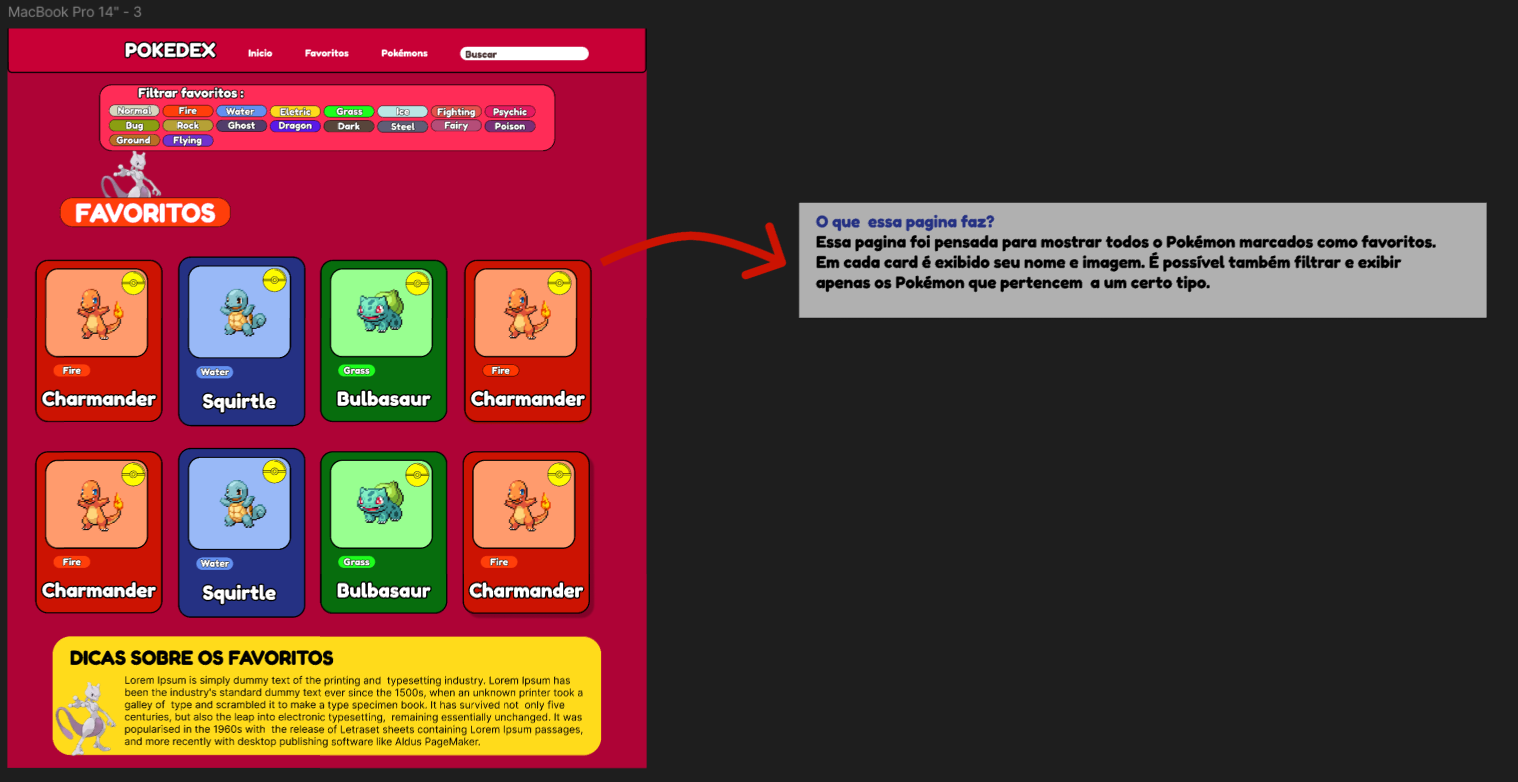 MacBook Pro 14" - 3
POKEDEX Inicio Favoritos Pokémons Buscar
Filtrar favoritos :
Normal Fire Water Eletric Grass Ice Fighting Psychic
Bug Rock Ghost Dragon Dark Steel Fairy Poison
Ground Flying
FAVORITOS
O que essa pagina faz?
Essa pagina foi pensada para mostrar todos o Pokémon marcados como favoritos.
Em cada card é exibido seu nome e imagem. É possível também filtrar e exibir
apenas os Pokémon que pertencem a um certo tipo.
Fire Water Grass Fire
Charmander Squirtle Bulbasaur Charmander
Fire Water Grass Fire
Charmander Squirtle Bulbasaur Charmander
DICAS SOBRE OS FAVORITOS
Lorem Ipsum is simply dummy text of the printing and typesetting industry. Lorem Ipsum has
been the industry's standard dummy text ever since the 1500s, when an unknown printer took a
galley of type and scrambled it to make a type specimen book. It has survived not only five
centuries, but also the leap into electronic typesetting, remaining essentially unchanged. It was
popularised in the 1960s with the release of Letraset sheets containing Lorem Ipsum passages,
and more recently with desktop publishing software like Aldus PageMaker.